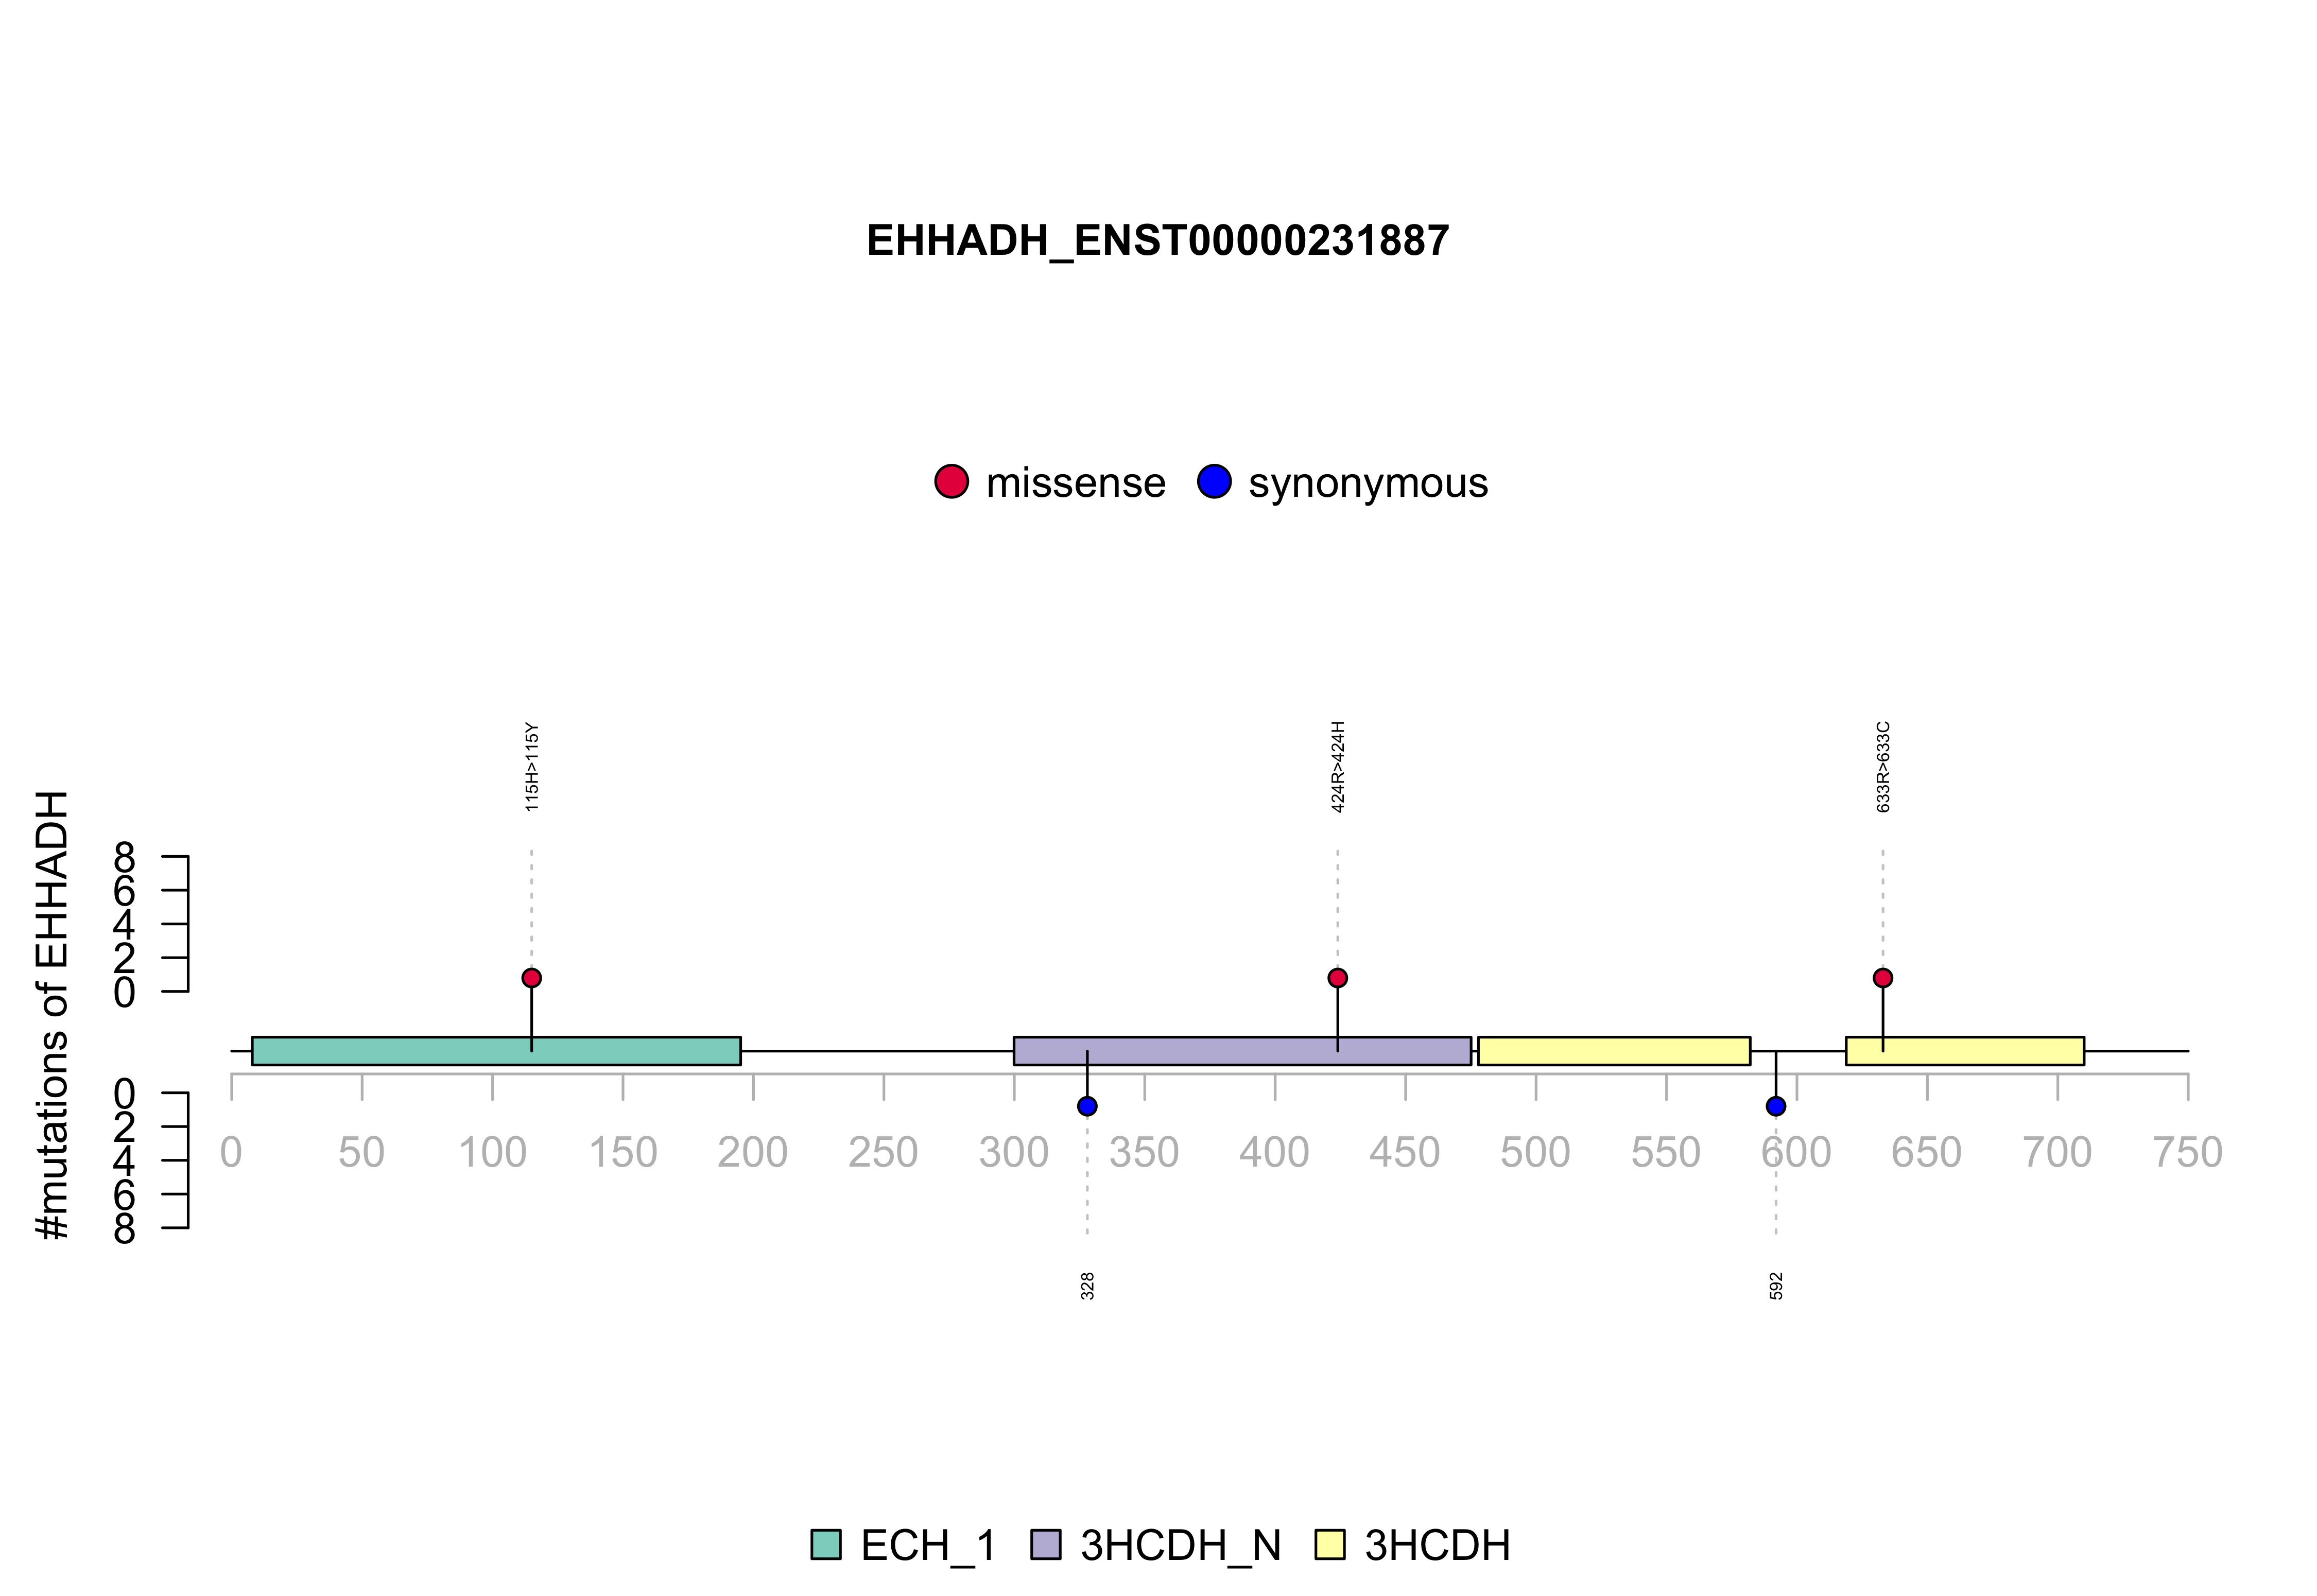 EHHADH_ENST00000231887
missense synonymous
115H>115Y
424R>424H
633R>633C
#mutations of EHHADH
8
6
4
2
0
0
2
4
6
8
0 50 100 150 200 250 300 350 400 450 500 550 600 650 700 750
328
592
ECH_1 3HCDH_N 3HCDH